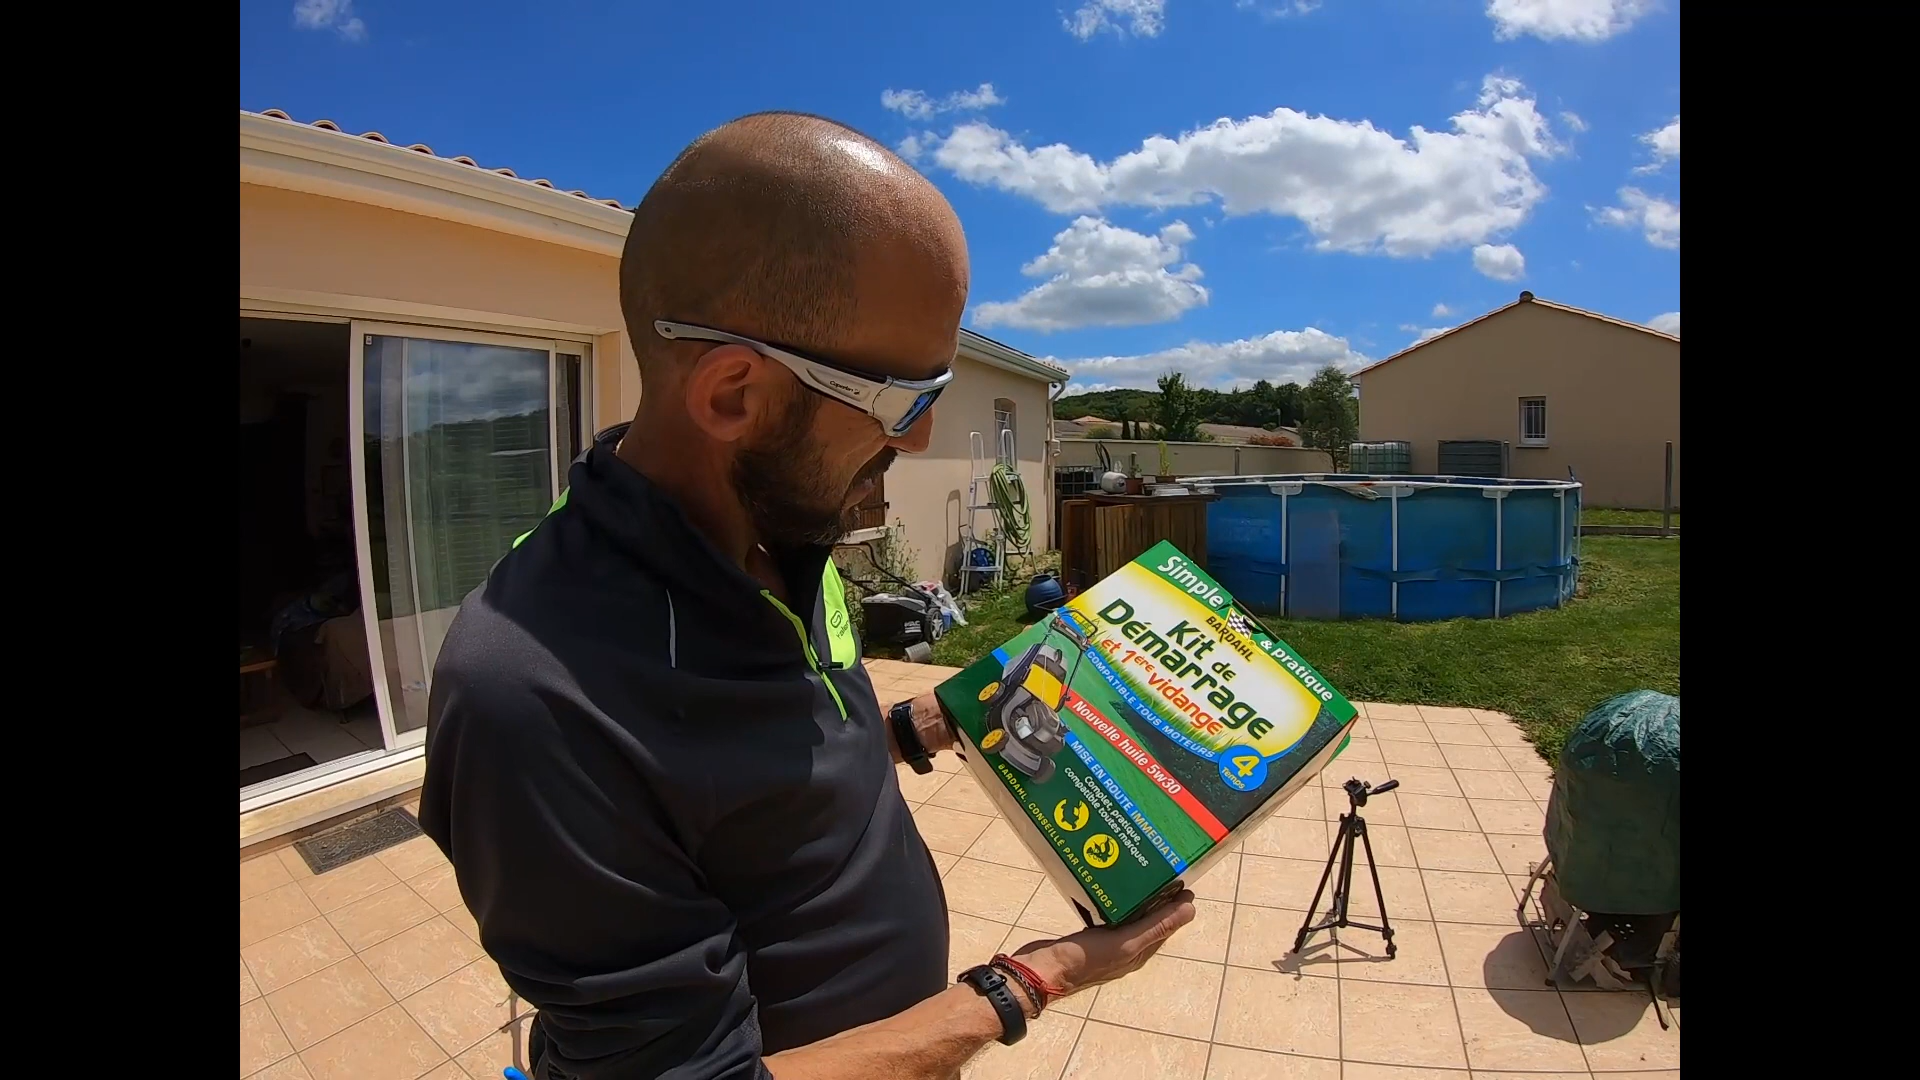 Simple
BARDAHL
& pratique
Kit de
Démarrage
et 1ère vidange
COMPATIBLE TOUS MOTEURS
4
Temps
Nouvelle huile 5W30
MISE EN ROUTE IMMEDIATE
Complet, pratique,
compatible toutes marques
BARDAHL, CONSEILLÉ PAR LES PROS !